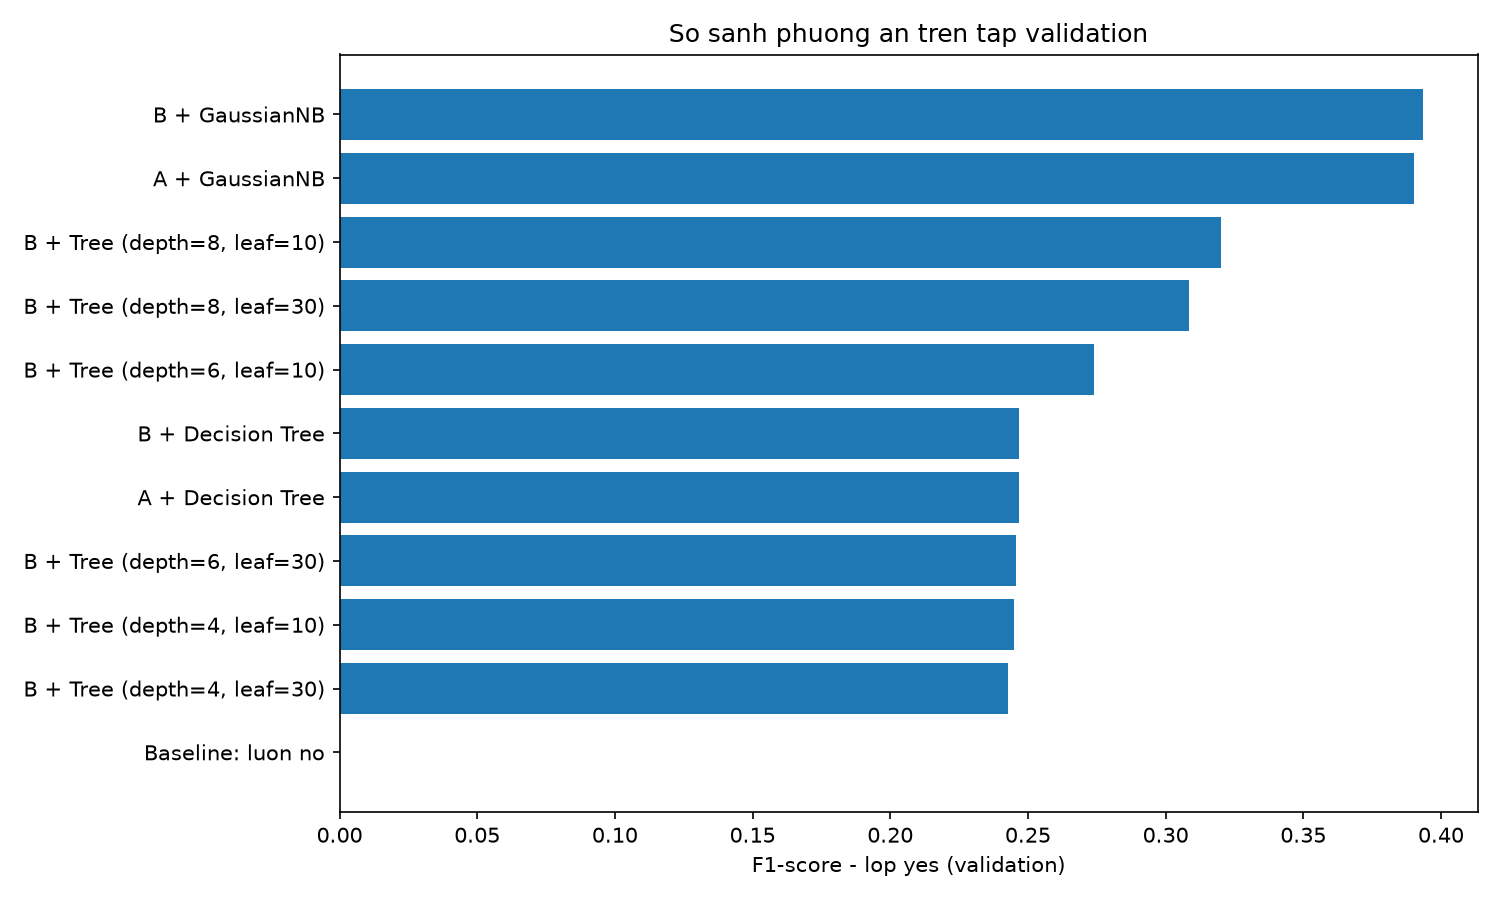 So sanh phuong an tren tap validation
B + GaussianNB
A + GaussianNB
B + Tree (depth=8, leaf=10)
B + Tree (depth=8, leaf=30)
B + Tree (depth=6, leaf=10)
B + Decision Tree
A + Decision Tree
B + Tree (depth=6, leaf=30)
B + Tree (depth=4, leaf=10)
B + Tree (depth=4, leaf=30)
Baseline: luon no
0.00 0.05 0.10 0.15 0.20 0.25 0.30 0.35 0.40
F1-score - lop yes (validation)